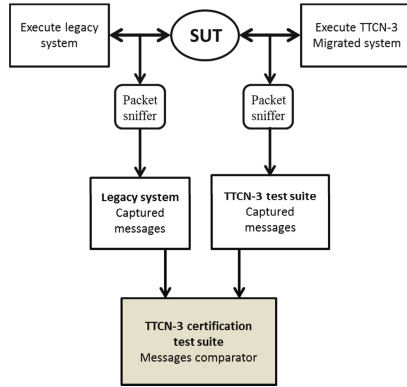 Execute legacy
system
SUT
Execute TTCN-3
Migrated system
Packet
sniffer
Packet
sniffer
Legacy system
Captured
messages
TTCN-3 test suite
Captured
messages
TTCN-3 certification
test suite
Messages comparator